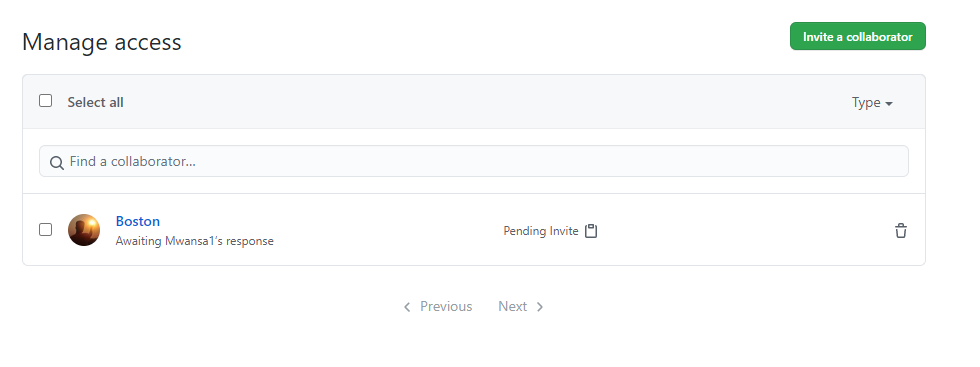 Manage access
Invite a collaborator
Select all
Type
Find a collaborator...
Boston
Awaiting Mwansa1's response
Pending Invite
Previous
Next